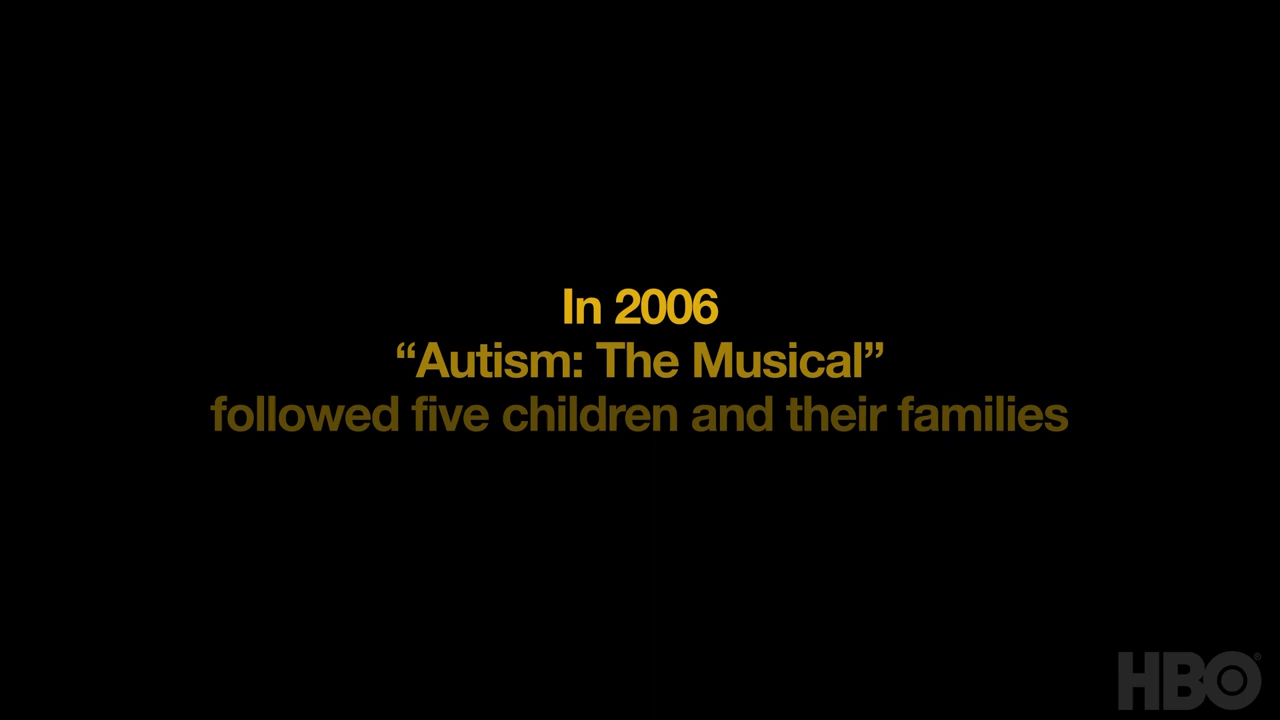 In 2006
“Autism: The Musical”
followed five children and their families
HBO®